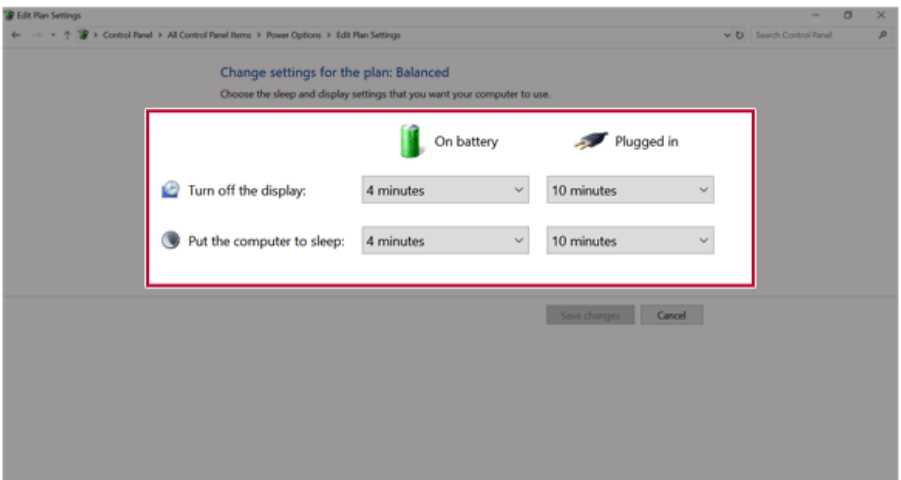 Edit Plan Settings
Control Panel > All Control Panel Items > Power Options > Edit Plan Settings
Search Control Panel
Change settings for the plan: Balanced
Choose the sleep and display settings that you want your computer to use.
On battery Plugged in
Turn off the display: 4 minutes 10 minutes
Put the computer to sleep: 4 minutes 10 minutes
Save changes Cancel